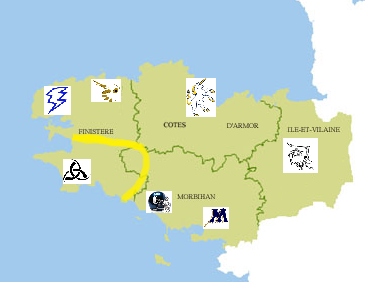 COTES
D'ARMOR
FINISTERE
ILE-ET-VILAINE
MORBIHAN
M